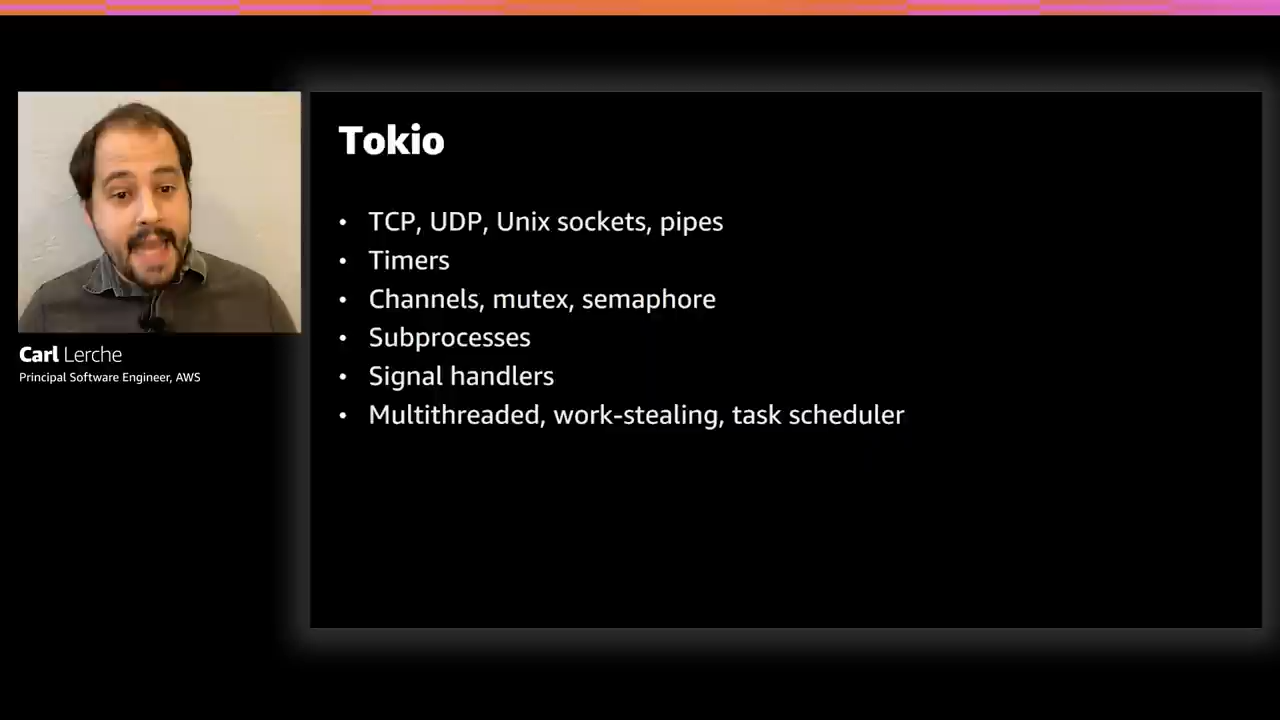 Tokio
• TCP, UDP, Unix sockets, pipes
• Timers
• Channels, mutex, semaphore
• Subprocesses
• Signal handlers
• Multithreaded, work-stealing, task scheduler
Carl Lerche
Principal Software Engineer, AWS